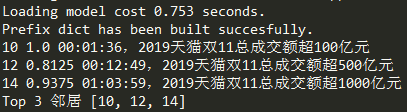 Loading model cost 0.753 seconds.
Prefix dict has been built succesfully.
10 1.0 00:01:36, 2019天猫双11总成交额超100亿元
12 0.8125 00:12:49, 2019天猫双11总成交额超500亿元
14 0.9375 01:03:59, 2019天猫双11总成交额超1000亿元
Top 3 邻居 [10, 12, 14]